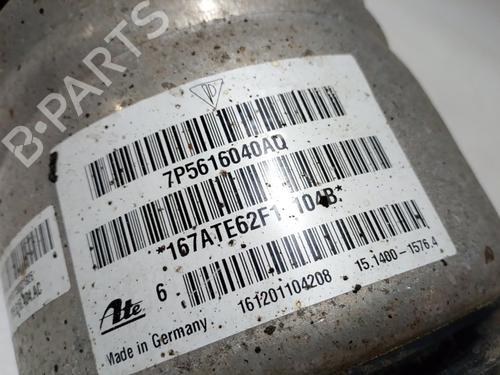 B-PARTS
7P5616040AQ
*167ATE62F1 104B*
Ate
6
161201104208
15.1400-1576.4
Made in Germany